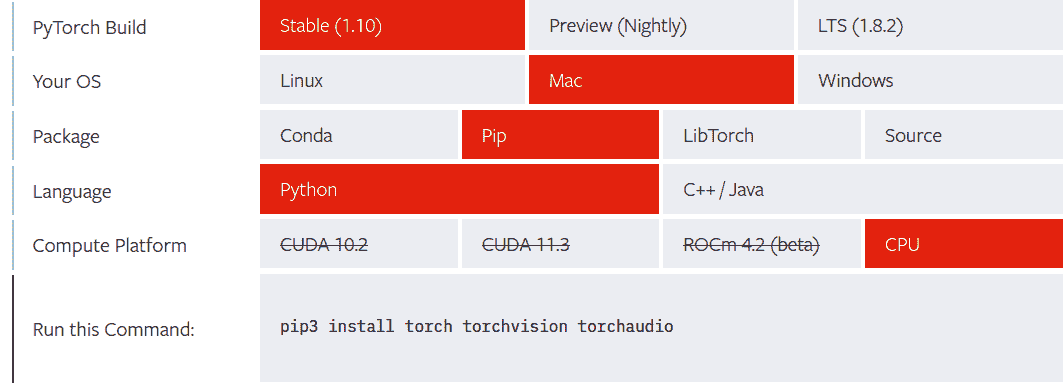 PyTorch Build Stable (1.10) Preview (Nightly) LTS (1.8.2)
Your OS Linux Mac Windows
Package Conda Pip LibTorch Source
Language Python C++ / Java
Compute Platform CUDA 10.2 CUDA 11.3 ROCm 4.2 (beta) CPU
Run this Command: pip3 install torch torchvision torchaudio